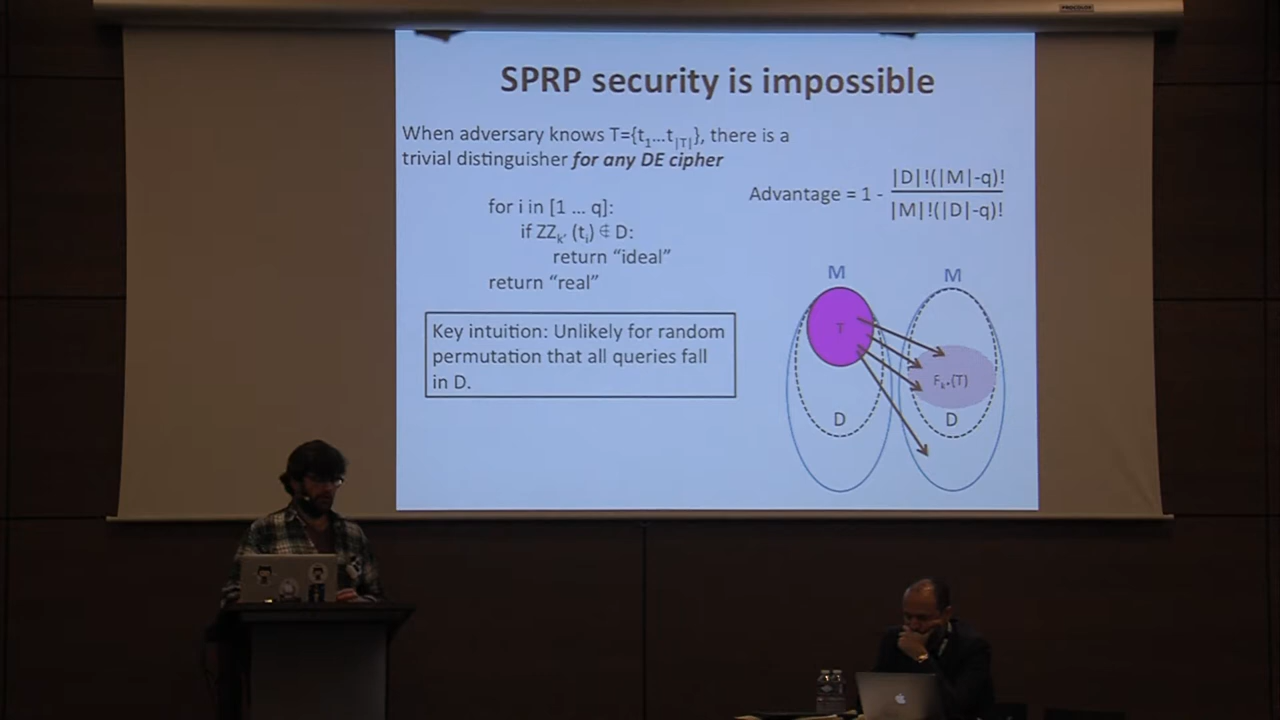 SPRP security is impossible
When adversary knows T={t₁...t|T|}, there is a
trivial distinguisher for any DE cipher
for i in [1 ... q]:
if ZZₖ* (tᵢ) ∉ D:
return “ideal”
return “real”
Advantage = 1 -
|D|!(|M|-q)!
|M|!(|D|-q)!
Key intuition: Unlikely for random
permutation that all queries fall
in D.
M
M
T
Fₖ*(T)
D
D